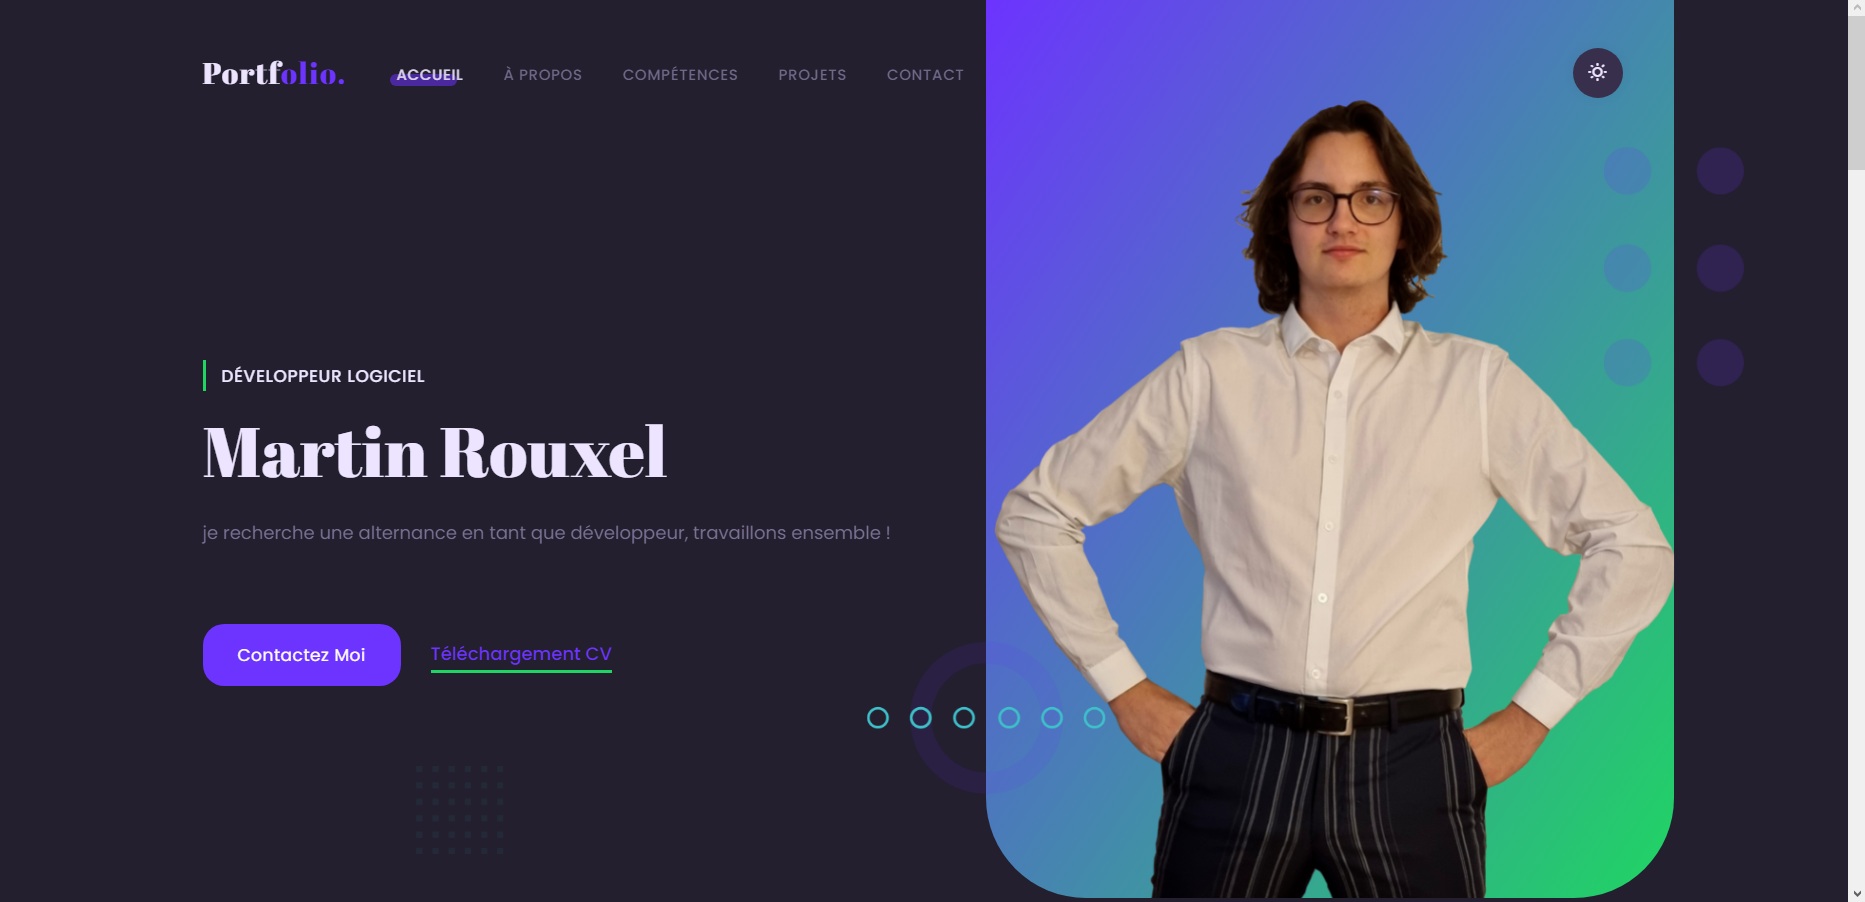 Portfolio.
ACCUEIL
À PROPOS
COMPÉTENCES
PROJETS
CONTACT
DÉVELOPPEUR LOGICIEL
Martin Rouxel
je recherche une alternance en tant que développeur, travaillons ensemble !
Contactez Moi
Téléchargement CV